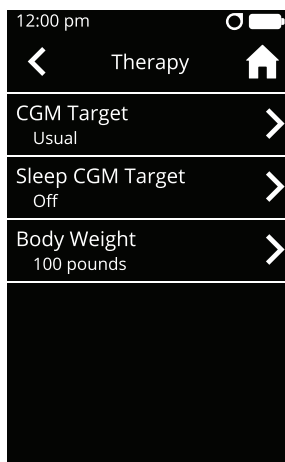 12:00 pm
Therapy
CGM Target
Usual
Sleep CGM Target
Off
Body Weight
100 pounds